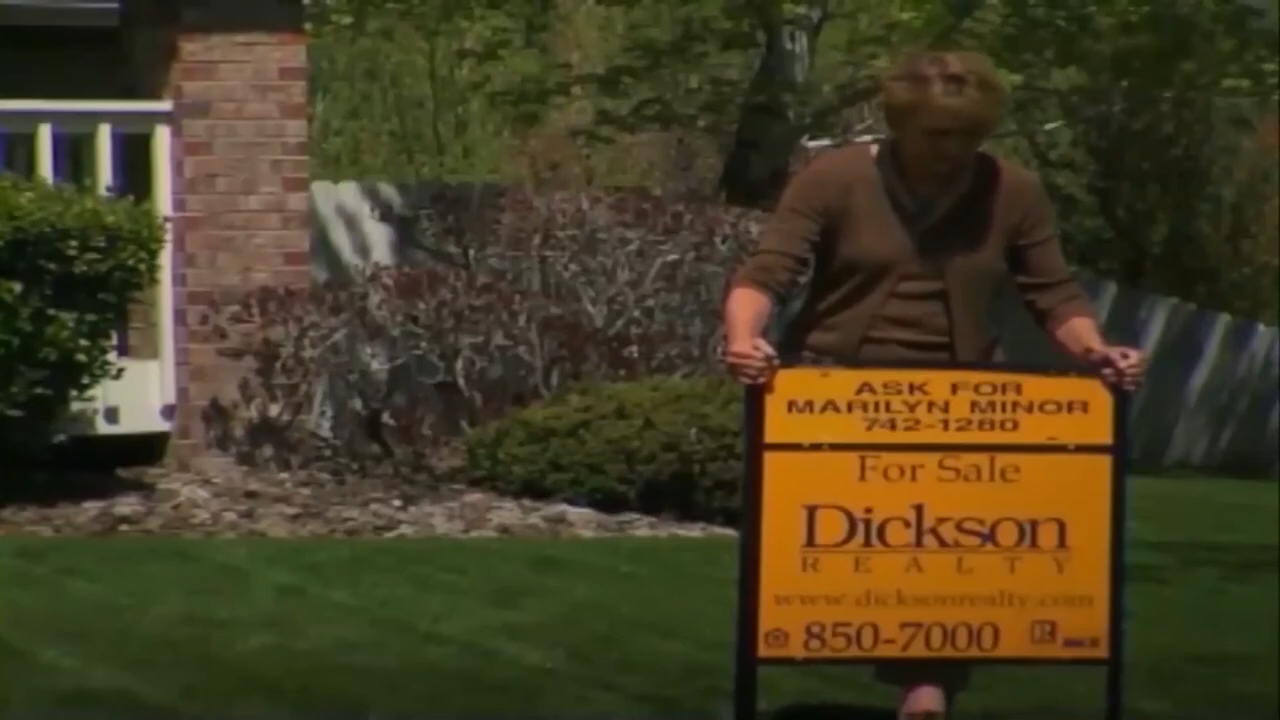 ASK FOR
MARILYN MINOR
742-1280
For Sale
Dickson
REALTY
www.dicksonrealty.com
850-7000